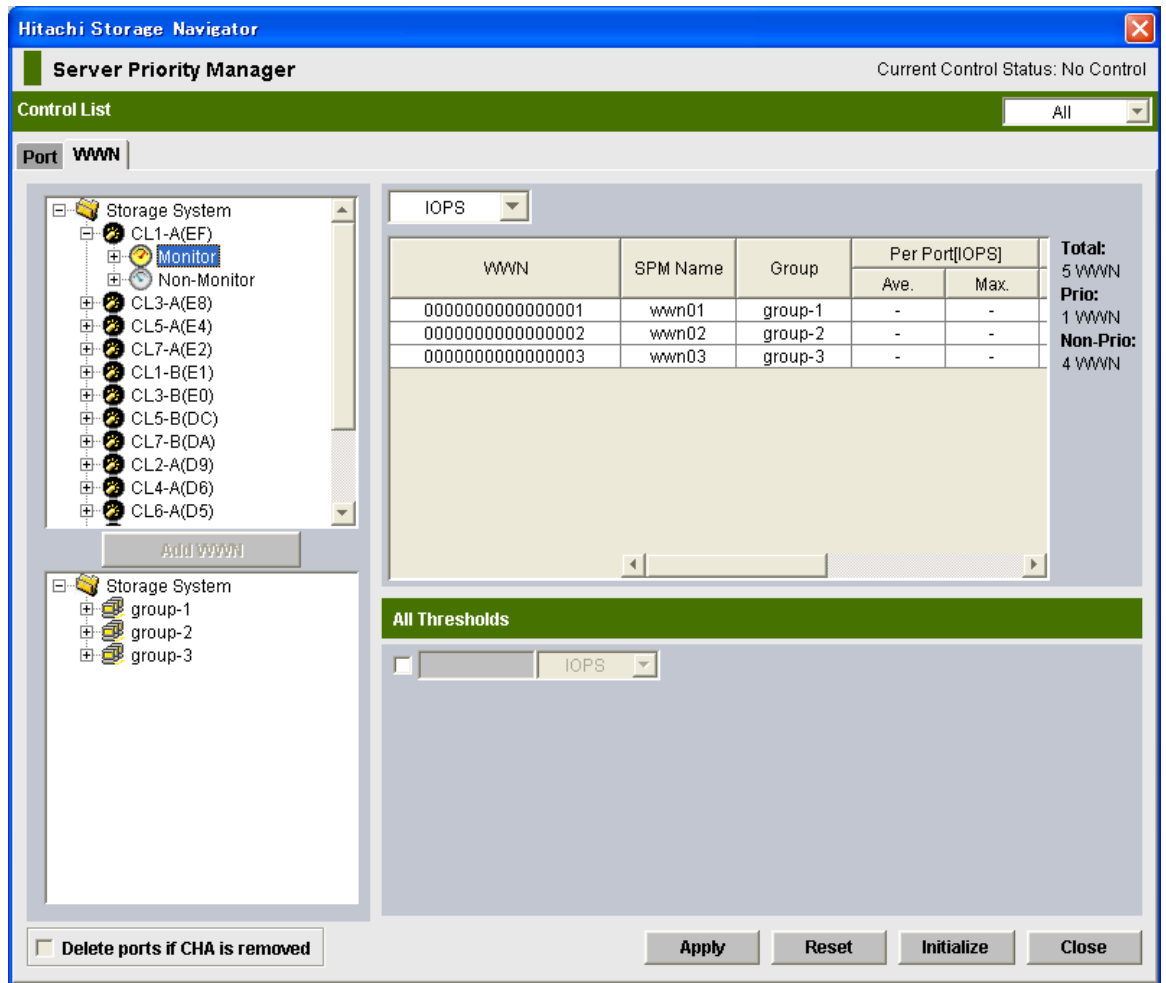 Hitachi Storage Navigator
Server Priority Manager
Current Control Status: No Control
Control List
All
Port
WWN
Storage System
CL1-A(EF)
Monitor
Non-Monitor
CL3-A(E8)
CL5-A(E4)
CL7-A(E2)
CL1-B(E1)
CL3-B(E0)
CL5-B(DC)
CL7-B(DA)
CL2-A(D9)
CL4-A(D6)
CL6-A(D5)
Add WWN
Storage System
group-1
group-2
group-3
Delete ports if CHA is removed
IOPS
WWN SPM Name Group Per Port[IOPS]
Ave. Max.
0000000000000001 wwn01 group-1 - -
0000000000000002 wwn02 group-2 - -
0000000000000003 wwn03 group-3 - -
Total:
5 WWN
Prio:
1 WWN
Non-Prio:
4 WWN
All Thresholds
IOPS
Apply Reset Initialize Close